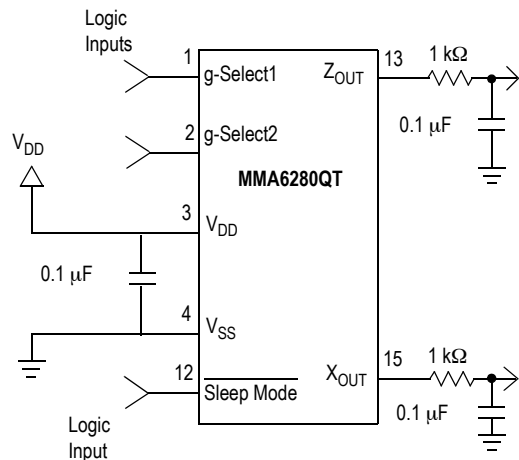 Logic
Inputs
1
g-Select1
2
g-Select2
V_DD
3
V_DD
0.1 μF
4
V_SS
12
Sleep Mode
Logic
Input
MMA6280QT
Z_OUT
13
1 kΩ
0.1 μF
X_OUT
15
1 kΩ
0.1 μF